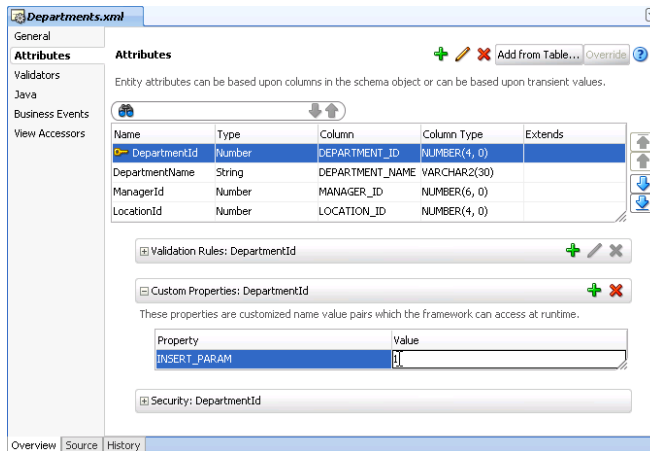 Departments.xml
General
Attributes
Validators
Java
Business Events
View Accessors
Attributes
Add from Table... Override
Entity attributes can be based upon columns in the schema object or can be based upon transient values.
Name Type Column Column Type Extends
DepartmentId Number DEPARTMENT_ID NUMBER(4, 0)
DepartmentName String DEPARTMENT_NAME VARCHAR2(30)
ManagerId Number MANAGER_ID NUMBER(6, 0)
LocationId Number LOCATION_ID NUMBER(4, 0)
Validation Rules: DepartmentId
Custom Properties: DepartmentId
These properties are customized name value pairs which the framework can access at runtime.
Property Value
INSERT_PARAM 1
Security: DepartmentId
Overview Source History